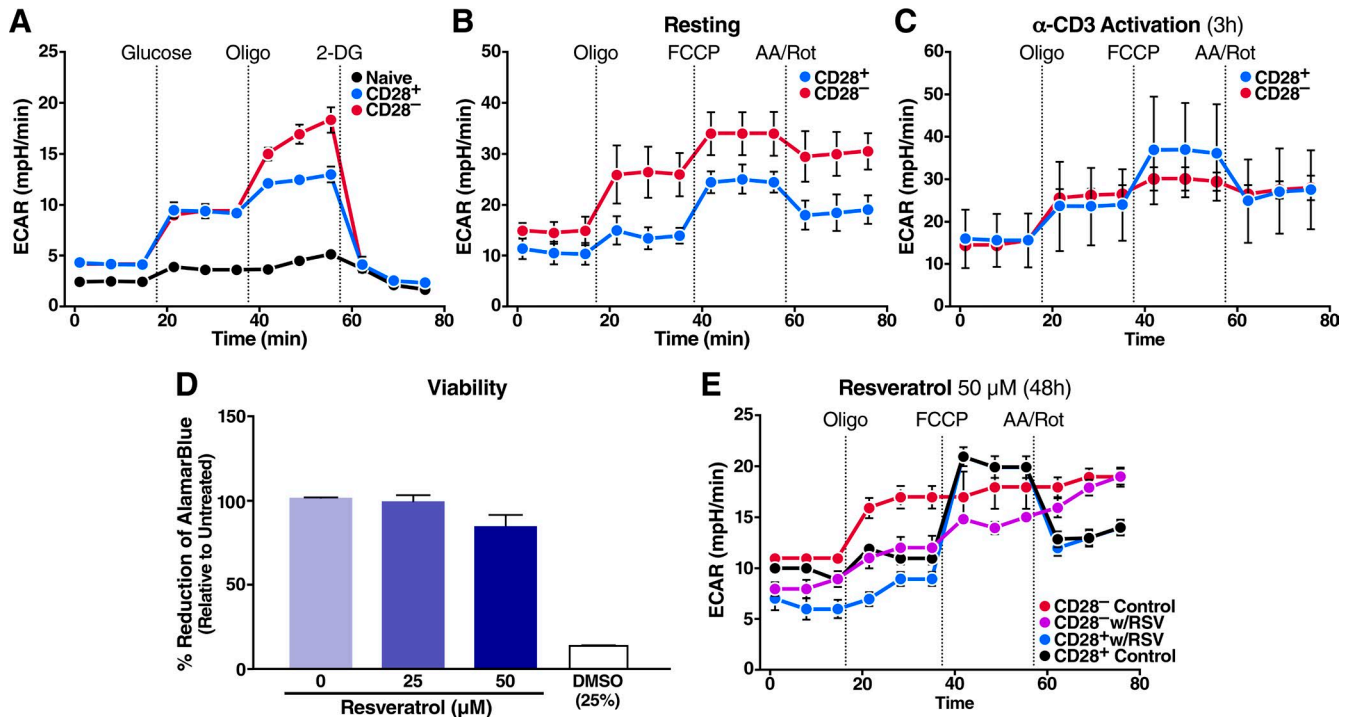 A
Glucose Oligo 2-DG
Naive
CD28+
CD28−
ECAR (mpH/min)
25
20
15
10
5
0
0 20 40 60 80
Time (min)
B
Resting
Oligo FCCP AA/Rot
CD28+
CD28−
ECAR (mpH/min)
50
40
30
20
10
0
0 20 40 60 80
Time (min)
C
α-CD3 Activation (3h)
Oligo FCCP AA/Rot
CD28+
CD28−
ECAR (mpH/min)
60
50
40
30
20
10
0
0 20 40 60 80
Time
D
Viability
% Reduction of AlamarBlue
(Relative to Untreated)
150
100
50
0
0 25 50 DMSO
(25%)
Resveratrol (μM)
E
Resveratrol 50 μM (48h)
Oligo FCCP AA/Rot
ECAR (mpH/min)
25
20
15
10
5
0
CD28− Control
CD28− w/RSV
CD28+ w/RSV
CD28+ Control
0 20 40 60 80
Time